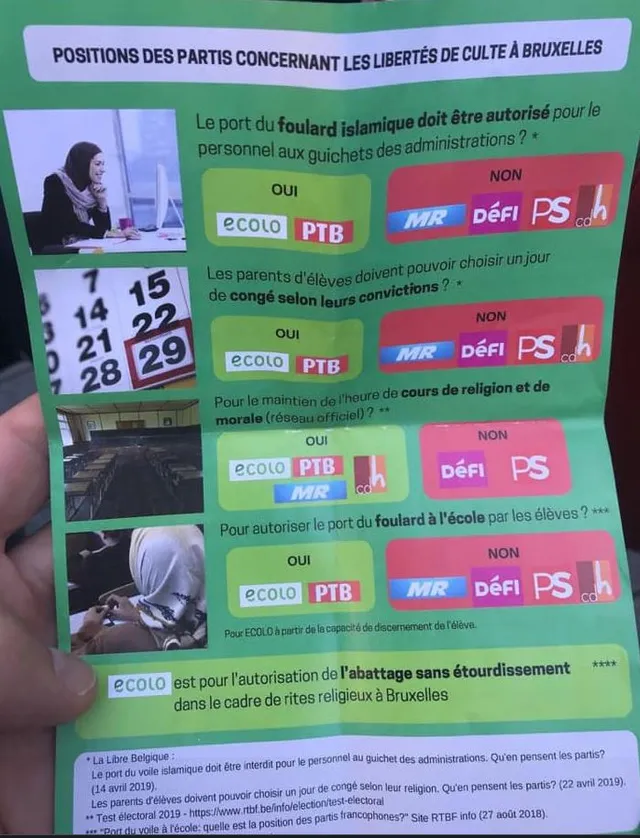 POSITIONS DES PARTIS CONCERNANT LES LIBERTÉS DE CULTE À BRUXELLES
Le port du foulard islamique doit être autorisé pour le
personnel aux guichets des administrations ? *
OUI
ecolo PTB
NON
MR DéFI PS cdh
7 15
14 22
21 29
28
Les parents d'élèves doivent pouvoir choisir un jour
de congé selon leurs convictions ? *
OUI
ecolo PTB
NON
MR DéFI PS cdh
Pour le maintien de l'heure de cours de religion et de
morale (réseau officiel) ? **
OUI
ecolo PTB
MR cdh
NON
DéFI PS
Pour autoriser le port du foulard à l'école par les élèves ? ***
OUI
ecolo PTB
NON
MR DéFI PS cdh
Pour ECOLO à partir de la capacité de discernement de l'élève.
ecolo est pour l'autorisation de l'abattage sans étourdissement ****
dans le cadre de rites religieux à Bruxelles
* La Libre Belgique :
Le port du voile islamique doit être interdit pour le personnel au guichet des administrations. Qu'en pensent les partis?
(14 avril 2019).
Les parents d'élèves doivent pouvoir choisir un jour de congé selon leur religion. Qu'en pensent les partis? (22 avril 2019).
** Test électoral 2019 - https://www.rtbf.be/info/election/test-electoral
*** "Port du voile à l'école: quelle est la position des partis francophones?" Site RTBF info (27 août 2018).